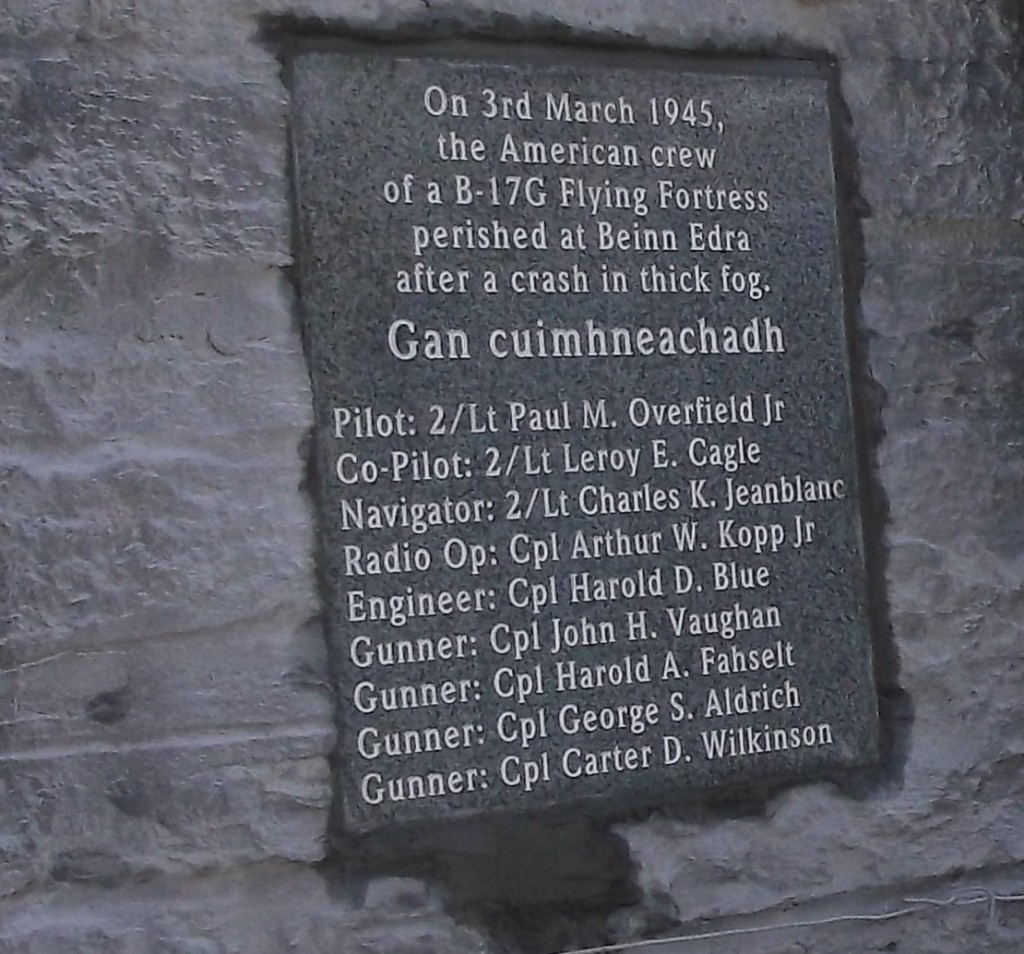 On 3rd March 1945,
the American crew
of a B-17G Flying Fortress
perished at Beinn Edra
after a crash in thick fog.
Gan cuimhneachadh
Pilot: 2/Lt Paul M. Overfield Jr
Co-Pilot: 2/Lt Leroy E. Cagle
Navigator: 2/Lt Charles K. Jeanblanc
Radio Op: Cpl Arthur W. Kopp Jr
Engineer: Cpl Harold D. Blue
Gunner: Cpl John H. Vaughan
Gunner: Cpl Harold A. Fahselt
Gunner: Cpl George S. Aldrich
Gunner: Cpl Carter D. Wilkinson